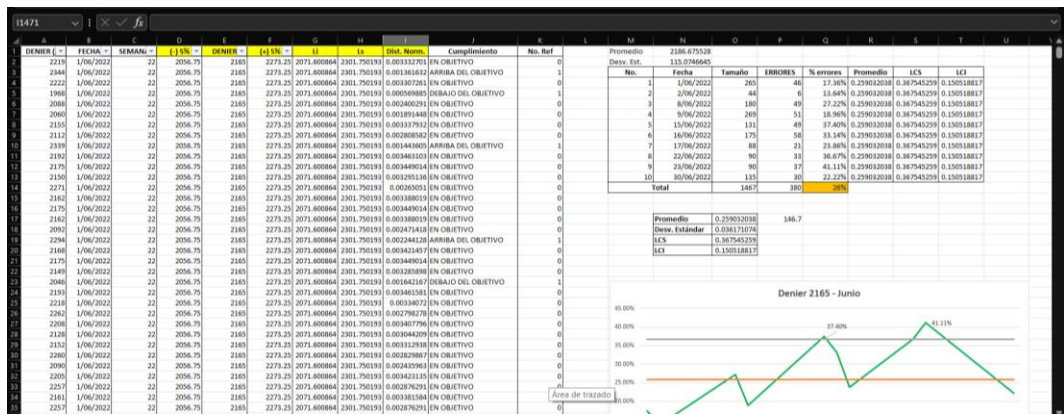 I1471 fx
A B C D E F G H I J K L M N O P Q R S T U
1 DENIER ( FECHA SEMANA (-) 5% DENIER (+) 5% Li Ls Dist. Norm. Cumplimiento No. Ref Promedio 2186.675528
2 2219 1/06/2022 22 2056.75 2165 2273.25 2071.600864 2301.750193 0.003332701 EN OBJETIVO 0 Desv. Est. 115.0746645
3 2344 1/06/2022 22 2056.75 2165 2273.25 2071.600864 2301.750193 0.001361632 ARRIBA DEL OBJETIVO 1 No. Fecha Tamaño ERRORES % errores Promedio LCS LCI
4 2222 1/06/2022 22 2056.75 2165 2273.25 2071.600864 2301.750193 0.003307261 EN OBJETIVO 0 1 1/06/2022 265 46 17.36% 0.259032038 0.367545259 0.150518817
5 1968 1/06/2022 22 2056.75 2165 2273.25 2071.600864 2301.750193 0.000569885 DEBAJO DEL OBJETIVO 1 2 2/06/2022 44 6 13.64% 0.259032038 0.367545259 0.150518817
6 2088 1/06/2022 22 2056.75 2165 2273.25 2071.600864 2301.750193 0.002400291 EN OBJETIVO 0 3 8/06/2022 180 49 27.22% 0.259032038 0.367545259 0.150518817
7 2060 1/06/2022 22 2056.75 2165 2273.25 2071.600864 2301.750193 0.001891448 EN OBJETIVO 0 4 9/06/2022 269 51 18.96% 0.259032038 0.367545259 0.150518817
8 2155 1/06/2022 22 2056.75 2165 2273.25 2071.600864 2301.750193 0.003337932 EN OBJETIVO 0 5 15/06/2022 131 49 37.40% 0.259032038 0.367545259 0.150518817
9 2112 1/06/2022 22 2056.75 2165 2273.25 2071.600864 2301.750193 0.002808582 EN OBJETIVO 0 6 16/06/2022 175 58 33.14% 0.259032038 0.367545259 0.150518817
10 2339 1/06/2022 22 2056.75 2165 2273.25 2071.600864 2301.750193 0.001443605 ARRIBA DEL OBJETIVO 1 7 17/06/2022 88 21 23.86% 0.259032038 0.367545259 0.150518817
11 2192 1/06/2022 22 2056.75 2165 2273.25 2071.600864 2301.750193 0.003463103 EN OBJETIVO 0 8 22/06/2022 90 33 36.67% 0.259032038 0.367545259 0.150518817
12 2175 1/06/2022 22 2056.75 2165 2273.25 2071.600864 2301.750193 0.003449014 EN OBJETIVO 0 9 23/06/2022 90 37 41.11% 0.259032038 0.367545259 0.150518817
13 2150 1/06/2022 22 2056.75 2165 2273.25 2071.600864 2301.750193 0.003295136 EN OBJETIVO 0 10 30/06/2022 135 30 22.22% 0.259032038 0.367545259 0.150518817
14 2271 1/06/2022 22 2056.75 2165 2273.25 2071.600864 2301.750193 0.00265051 EN OBJETIVO 0 Total 1467 380 26%
15 2162 1/06/2022 22 2056.75 2165 2273.25 2071.600864 2301.750193 0.003388019 EN OBJETIVO 0
16 2175 1/06/2022 22 2056.75 2165 2273.25 2071.600864 2301.750193 0.003449014 EN OBJETIVO 0
17 2162 1/06/2022 22 2056.75 2165 2273.25 2071.600864 2301.750193 0.003388019 EN OBJETIVO 0 Promedio 0.259032038 146.7
18 2092 1/06/2022 22 2056.75 2165 2273.25 2071.600864 2301.750193 0.002471418 EN OBJETIVO 0 Desv. Estándar 0.036171074
19 2294 1/06/2022 22 2056.75 2165 2273.25 2071.600864 2301.750193 0.002244128 ARRIBA DEL OBJETIVO 1 LCS 0.367545259
20 2168 1/06/2022 22 2056.75 2165 2273.25 2071.600864 2301.750193 0.003421457 EN OBJETIVO 0 LCI 0.150518817
21 2175 1/06/2022 22 2056.75 2165 2273.25 2071.600864 2301.750193 0.003449014 EN OBJETIVO 0
22 2149 1/06/2022 22 2056.75 2165 2273.25 2071.600864 2301.750193 0.003285898 EN OBJETIVO 0
23 2046 1/06/2022 22 2056.75 2165 2273.25 2071.600864 2301.750193 0.001642167 DEBAJO DEL OBJETIVO 1
24 2193 1/06/2022 22 2056.75 2165 2273.25 2071.600864 2301.750193 0.003461581 EN OBJETIVO 0 Denier 2165 - Junio
25 2218 1/06/2022 22 2056.75 2165 2273.25 2071.600864 2301.750193 0.00334072 EN OBJETIVO 0 45.00%
26 2262 1/06/2022 22 2056.75 2165 2273.25 2071.600864 2301.750193 0.002798278 EN OBJETIVO 0
27 2208 1/06/2022 22 2056.75 2165 2273.25 2071.600864 2301.750193 0.003407796 EN OBJETIVO 0 40.00% 37.40% 41.11%
28 2128 1/06/2022 22 2056.75 2165 2273.25 2071.600864 2301.750193 0.003044209 EN OBJETIVO 0
29 2152 1/06/2022 22 2056.75 2165 2273.25 2071.600864 2301.750193 0.003312938 EN OBJETIVO 0 35.00%
30 2260 1/06/2022 22 2056.75 2165 2273.25 2071.600864 2301.750193 0.002829867 EN OBJETIVO 0
31 2090 1/06/2022 22 2056.75 2165 2273.25 2071.600864 2301.750193 0.002435963 EN OBJETIVO 0 30.00%
32 2205 1/06/2022 22 2056.75 2165 2273.25 2071.600864 2301.750193 0.003423135 EN OBJETIVO 0
33 2257 1/06/2022 22 2056.75 2165 2273.25 2071.600864 2301.750193 0.002876291 EN OBJETIVO 0 25.00%
34 2161 1/06/2022 22 2056.75 2165 2273.25 2071.600864 2301.750193 0.003381584 EN OBJETIVO Área de trazado 20.00%
35 2257 1/06/2022 22 2056.75 2165 2273.25 2071.600864 2301.750193 0.002876291 EN OBJETIVO 0